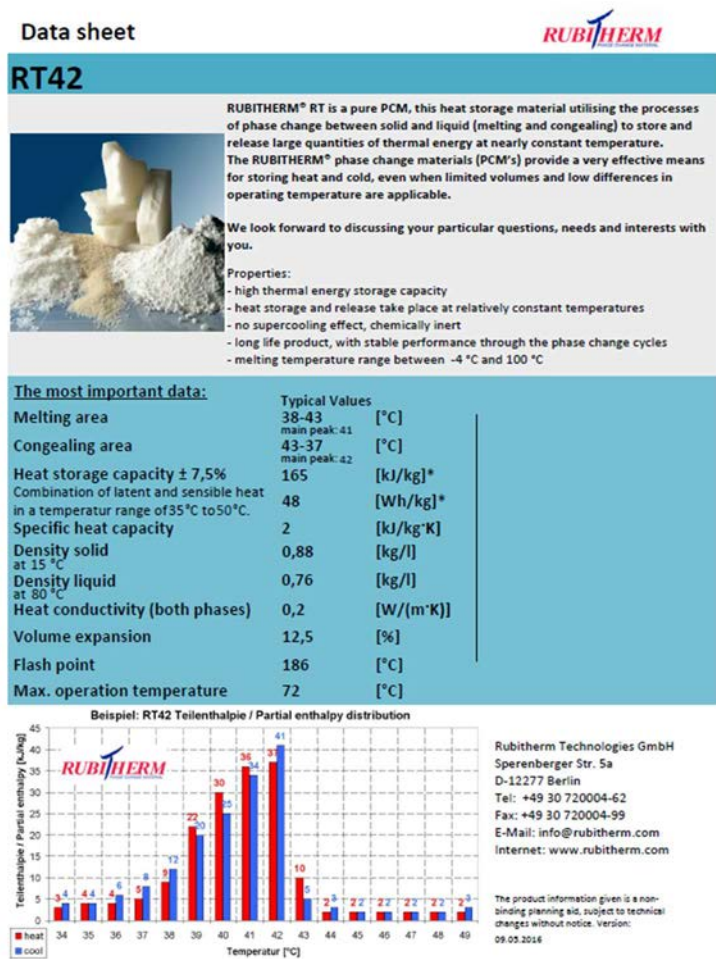 Data sheet
RUBITHERM
PHASE CHANGE MATERIAL
RT42
RUBITHERM® RT is a pure PCM, this heat storage material utilising the processes
of phase change between solid and liquid (melting and congealing) to store and
release large quantities of thermal energy at nearly constant temperature.
The RUBITHERM® phase change materials (PCM's) provide a very effective means
for storing heat and cold, even when limited volumes and low differences in
operating temperature are applicable.
We look forward to discussing your particular questions, needs and interests with
you.
Properties:
- high thermal energy storage capacity
- heat storage and release take place at relatively constant temperatures
- no supercooling effect, chemically inert
- long life product, with stable performance through the phase change cycles
- melting temperature range between -4 °C and 100 °C
The most important data:
Typical Values
Melting area 38-43 [°C]
main peak: 41
Congealing area 43-37 [°C]
main peak: 42
Heat storage capacity ± 7,5% 165 [kJ/kg]*
Combination of latent and sensible heat
in a temperatur range of 35°C to 50°C. 48 [Wh/kg]*
Specific heat capacity 2 [kJ/kg·K]
Density solid 0,88 [kg/l]
at 15 °C
Density liquid 0,76 [kg/l]
at 80 °C
Heat conductivity (both phases) 0,2 [W/(m·K)]
Volume expansion 12,5 [%]
Flash point 186 [°C]
Max. operation temperature 72 [°C]
Beispiel: RT42 Teilenthalpie / Partial enthalpy distribution
Teilenthalpie / Partial enthalpy [kJ/kg]
45
40
35
30
25
20
15
10
5
0
RUBITHERM
3 4 4 4 4 6 5 8 9 12 22 20 30 25 36 34 37 41 10 5 2 3 2 2 2 2 2 2 2 2 2 3
34 35 36 37 38 39 40 41 42 43 44 45 46 47 48 49
heat
cool
Temperatur [°C]
Rubitherm Technologies GmbH
Sperenberger Str. 5a
D-12277 Berlin
Tel: +49 30 720004-62
Fax: +49 30 720004-99
E-Mail: info@rubitherm.com
Internet: www.rubitherm.com
The product information given is a non-
binding planning aid, subject to technical
changes without notice. Version:
09.03.2016